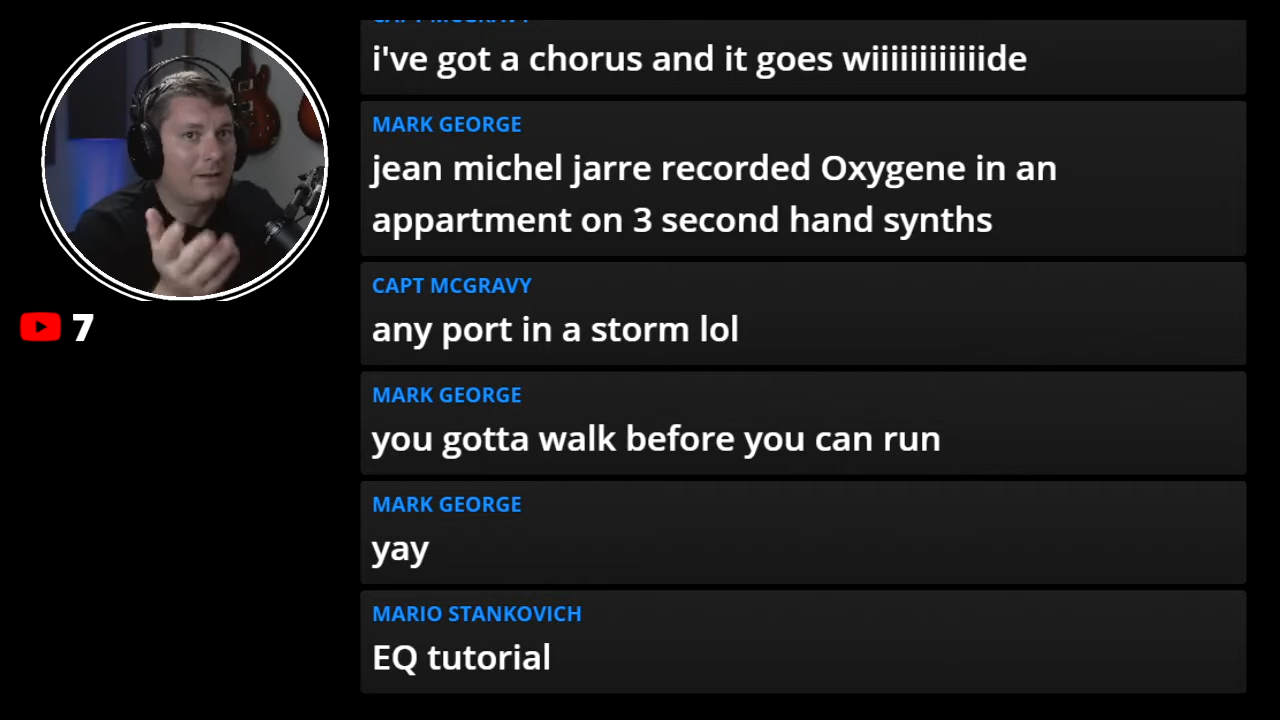 CAPT MCGRAVY
i've got a chorus and it goes wiiiiiiiiiiiide
MARK GEORGE
jean michel jarre recorded Oxygene in an
appartment on 3 second hand synths
CAPT MCGRAVY
any port in a storm lol
7
MARK GEORGE
you gotta walk before you can run
MARK GEORGE
yay
MARIO STANKOVICH
EQ tutorial